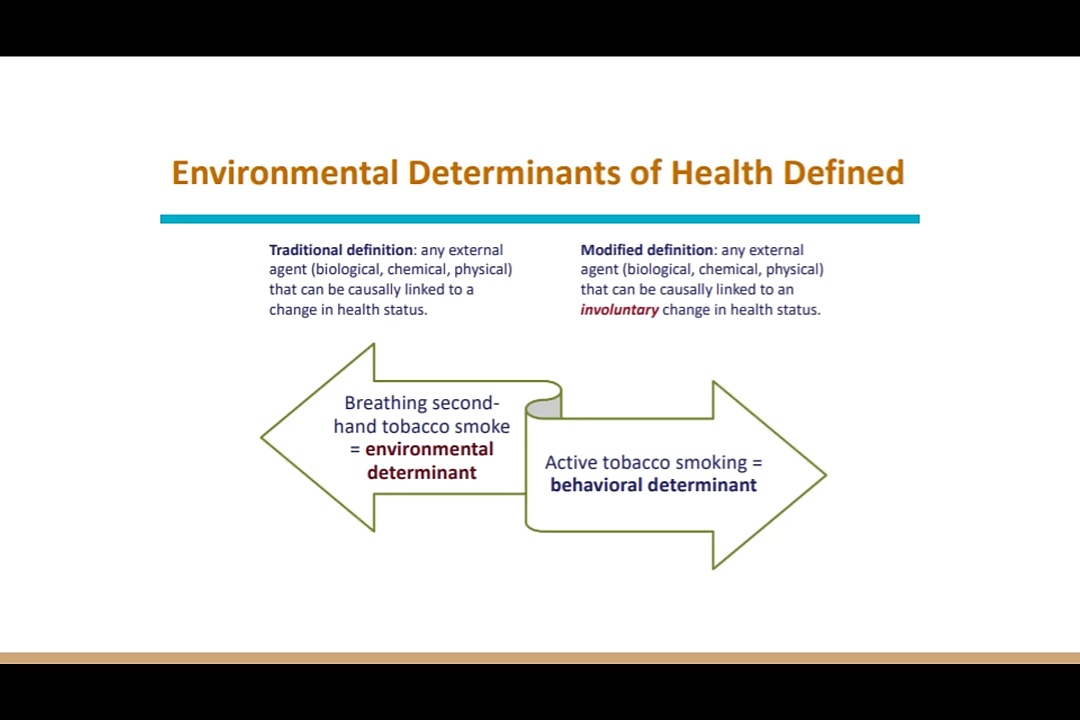 Environmental Determinants of Health Defined
Traditional definition: any external
agent (biological, chemical, physical)
that can be causally linked to a
change in health status.
Modified definition: any external
agent (biological, chemical, physical)
that can be causally linked to an
involuntary change in health status.
Breathing second-
hand tobacco smoke
= environmental
determinant
Active tobacco smoking =
behavioral determinant